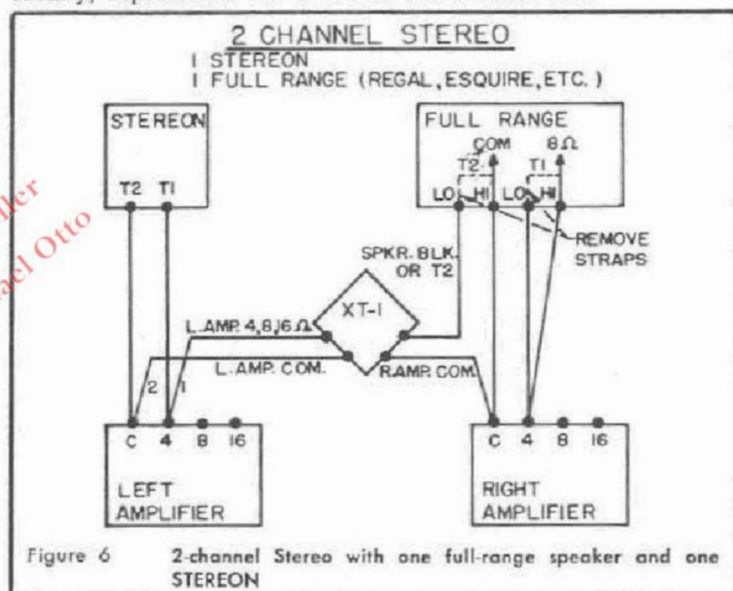 2 CHANNEL STEREO
1 STEREON
1 FULL RANGE (REGAL, ESQUIRE, ETC.)
STEREON
T2 T1
FULL RANGE
COM 8Ω
T2 T1
LO HI LO HI
REMOVE
STRAPS
SPKR. BLK.
OR T2
XT-1
L. AMP. 4,8,16 Ω
L. AMP. COM. R. AMP. COM.
2 1
C 4 8 16
C 4 8 16
LEFT
AMPLIFIER
RIGHT
AMPLIFIER
Figure 6 2-channel Stereo with one full-range speaker and one
STEREON
Otto